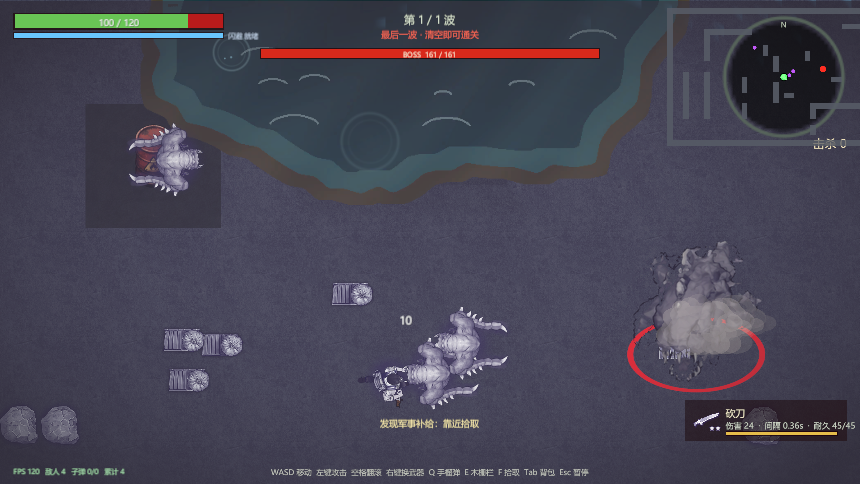 100 / 120
闪避 就绪
第 1 / 1 波
最后一波 · 清空即可通关
BOSS 161 / 161
N
击杀 0
10
发现军事补给：靠近拾取
砍刀
伤害 24 · 间隔 0.36s · 耐久 45/45
★★
FPS 120 敌人 4 子弹 0/0 累计 4
WASD 移动 左键攻击 空格翻滚 右键换武器 Q 手榴弹 E 木栅栏 F 拾取 Tab 背包 Esc 暂停